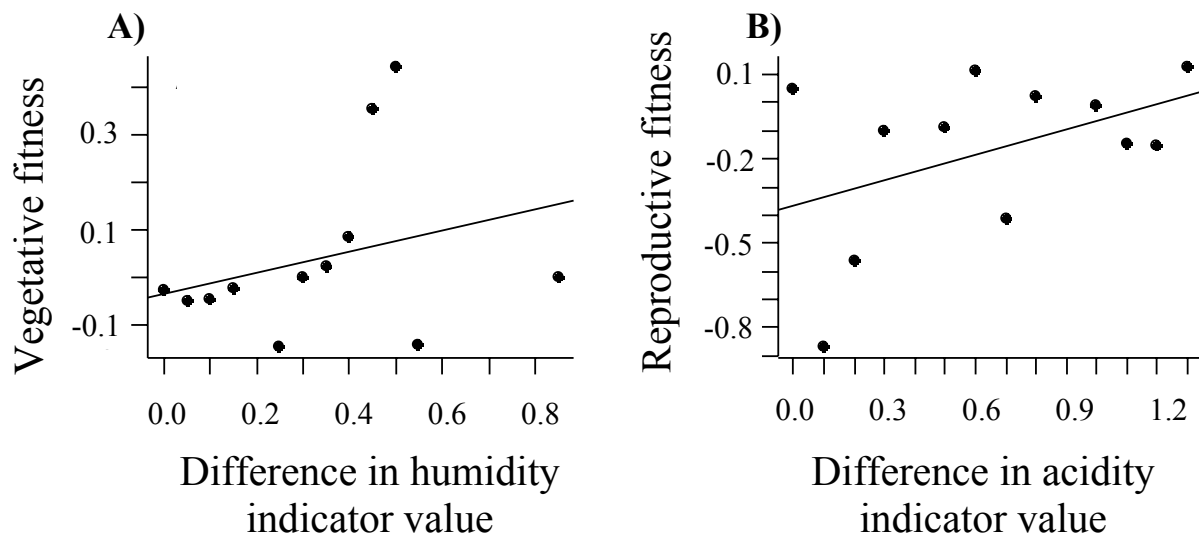 A)
Vegetative fitness
0.3
0.1
-0.1
0.0 0.2 0.4 0.6 0.8
Difference in humidity
indicator value
B)
Reproductive fitness
0.1
-0.2
-0.5
-0.8
0.0 0.3 0.6 0.9 1.2
Difference in acidity
indicator value